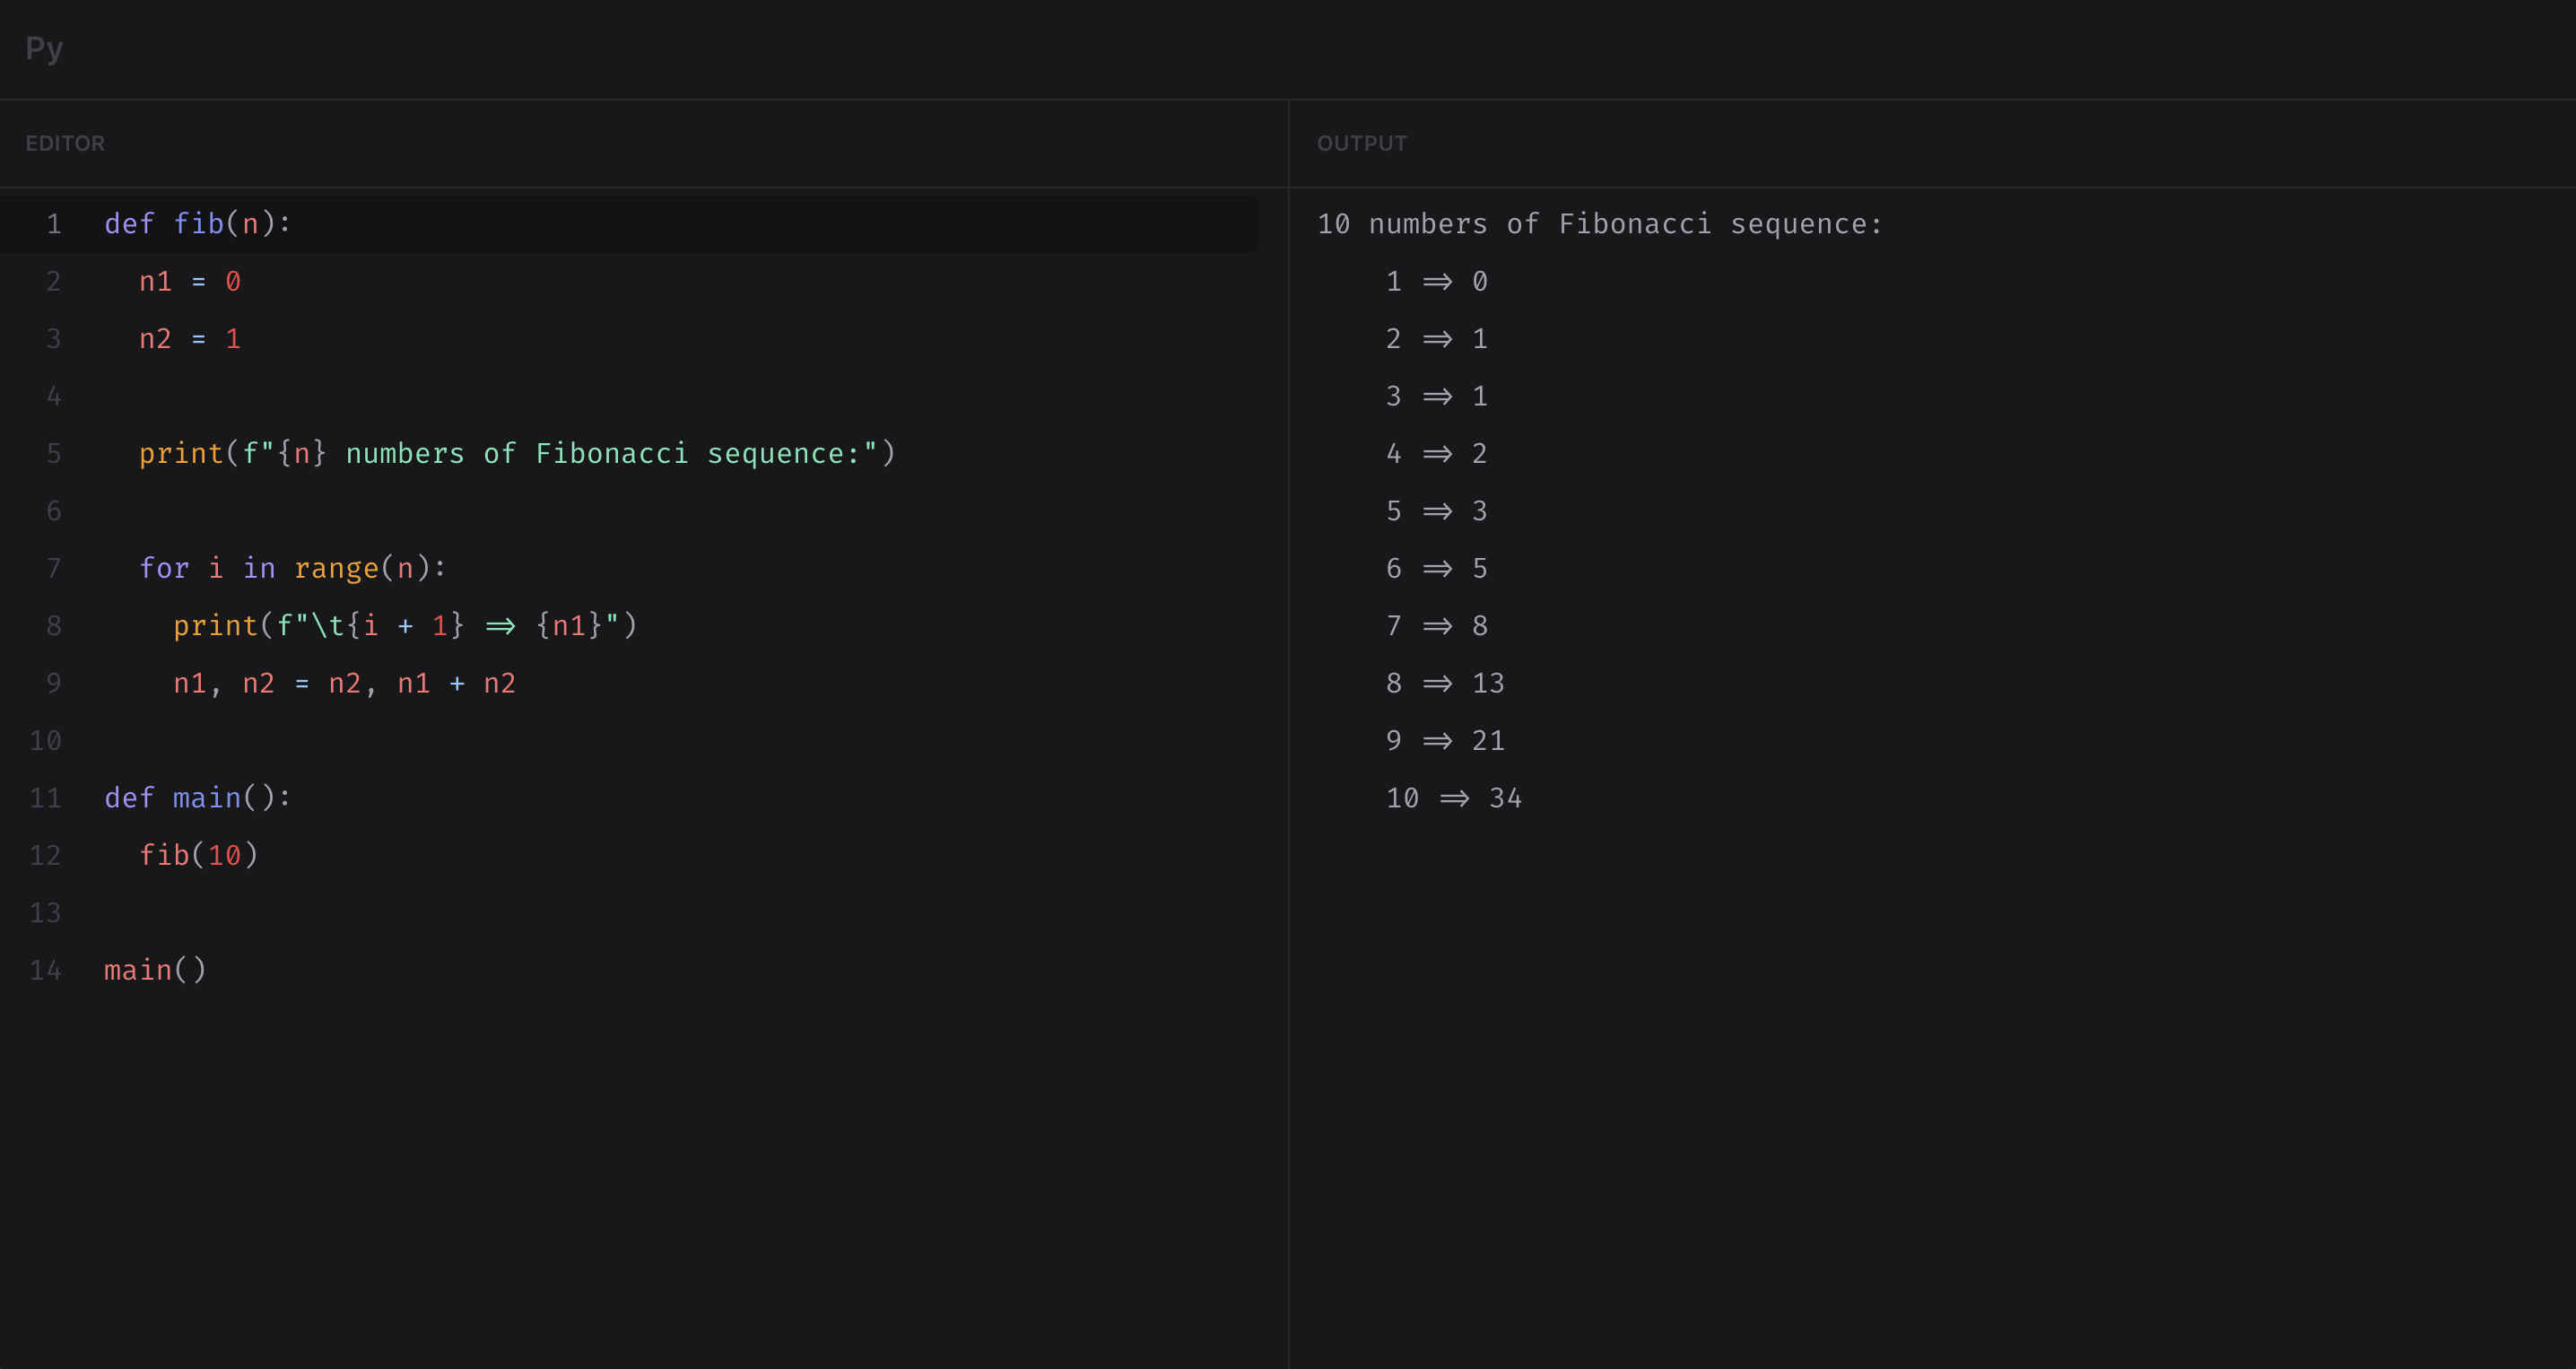 Py
EDITOR
1 def fib(n):
2   n1 = 0
3   n2 = 1
4
5   print(f"{n} numbers of Fibonacci sequence:")
6
7   for i in range(n):
8     print(f"\t{i + 1} => {n1}")
9     n1, n2 = n2, n1 + n2
10
11 def main():
12   fib(10)
13
14 main()
OUTPUT
10 numbers of Fibonacci sequence:
    1 => 0
    2 => 1
    3 => 1
    4 => 2
    5 => 3
    6 => 5
    7 => 8
    8 => 13
    9 => 21
    10 => 34